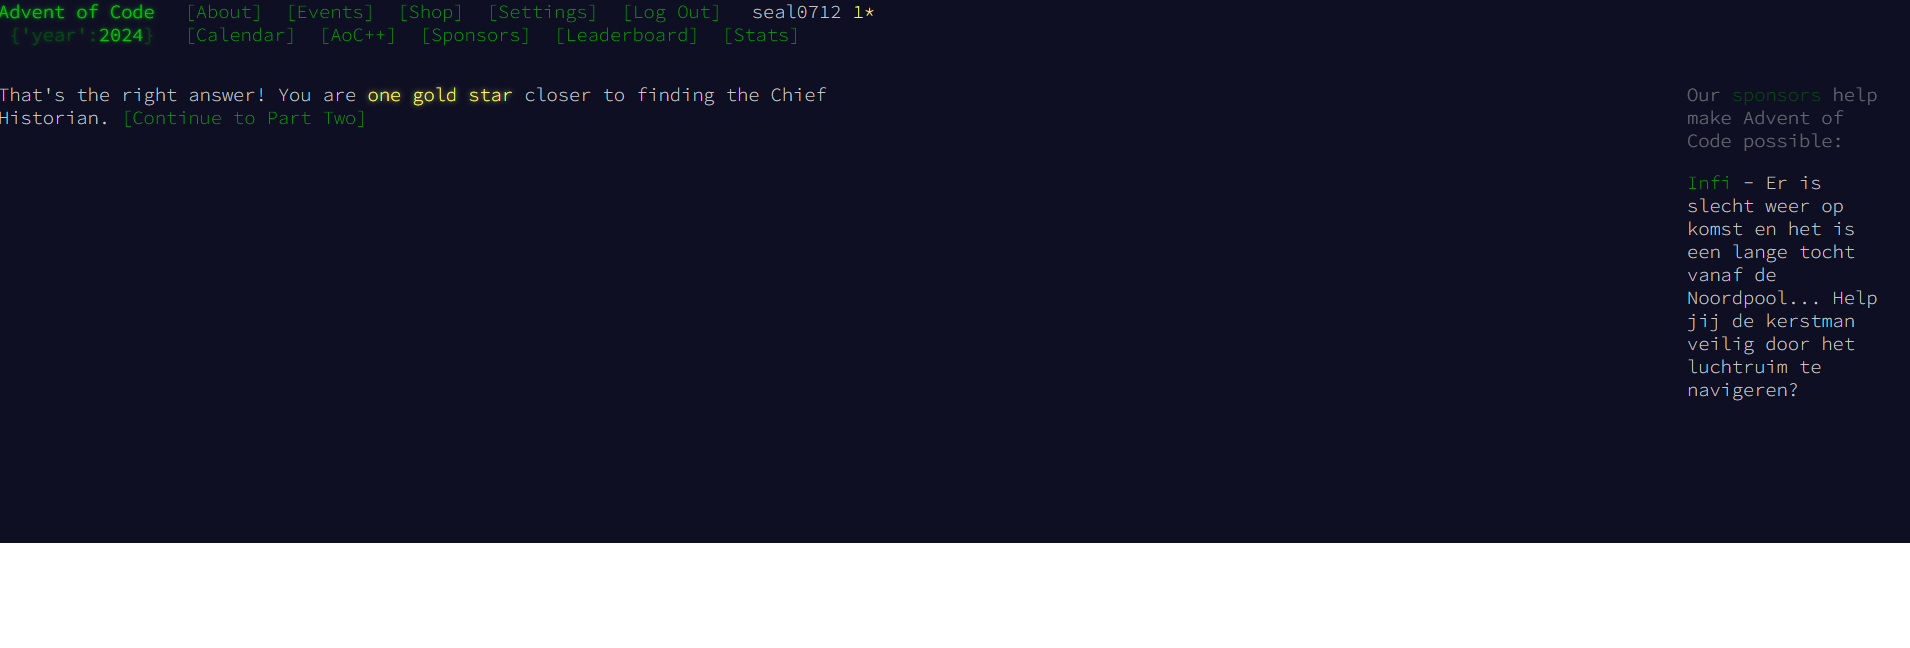 Advent of Code [About] [Events] [Shop] [Settings] [Log Out] seal0712 1*
{'year':2024} [Calendar] [AoC++] [Sponsors] [Leaderboard] [Stats]
That's the right answer! You are one gold star closer to finding the Chief
Historian. [Continue to Part Two]
Our sponsors help
make Advent of
Code possible:
Infi - Er is
slecht weer op
komst en het is
een lange tocht
vanaf de
Noordpool... Help
jij de kerstman
veilig door het
luchtruim te
navigeren?